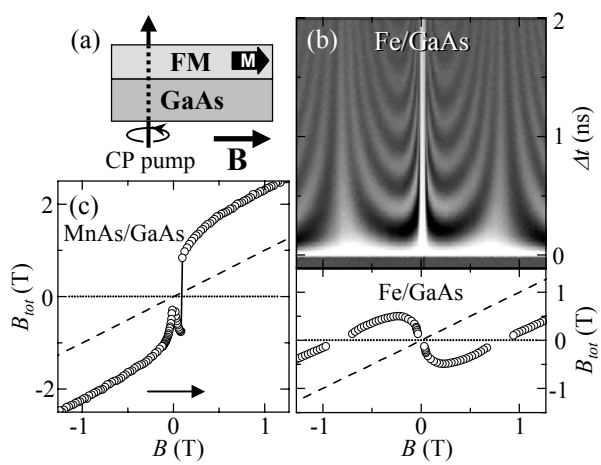 (a)
FM M
GaAs
CP pump B
(b) Fe/GaAs
2
1
0
Δt (ns)
(c)
MnAs/GaAs
2
0
-2
B_tot (T)
-1 0 1
B (T)
Fe/GaAs
1
0
-1
B_tot (T)
-1 0 1
B (T)